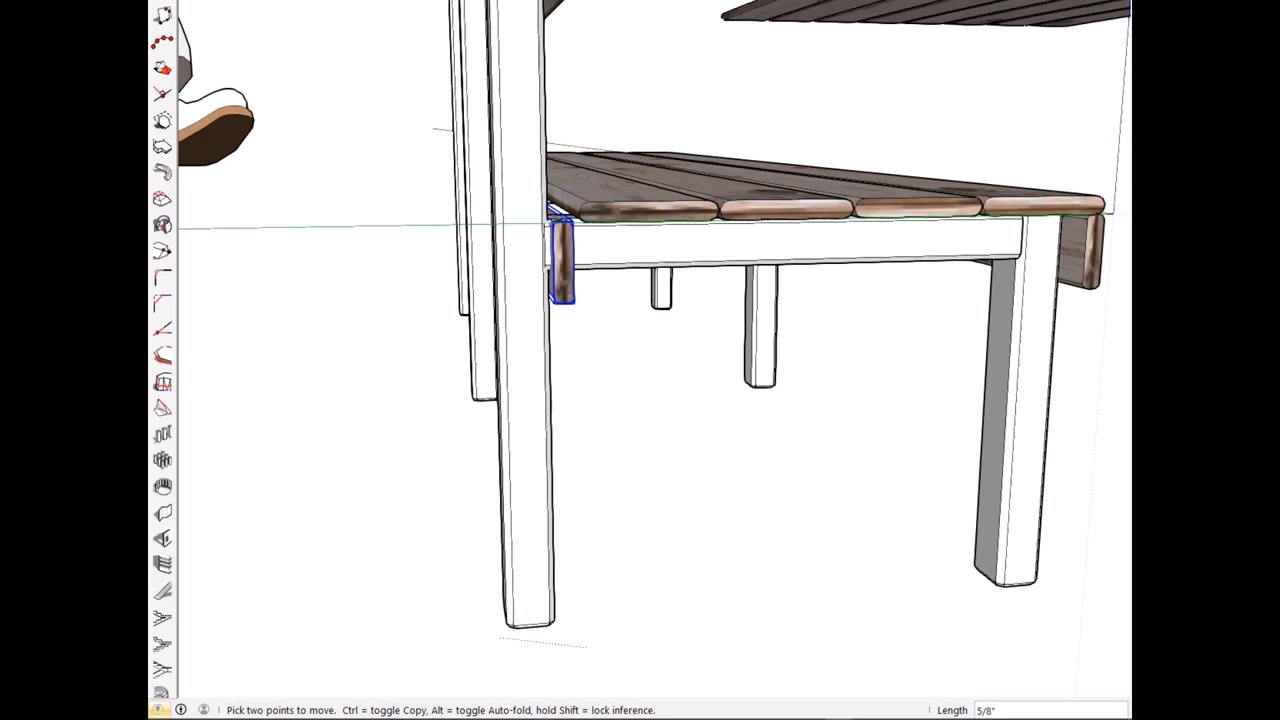 Pick two points to move.  Ctrl = toggle Copy, Alt = toggle Auto-fold, hold Shift = lock inference.
Length 5/8"